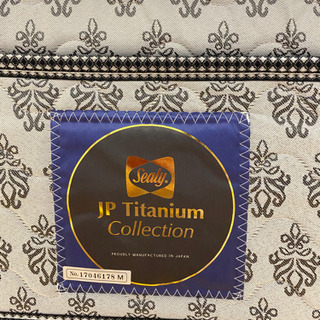 Sealy
JP Titanium
Collection
PROUDLY MANUFACTURED IN JAPAN
No. 17046178 M